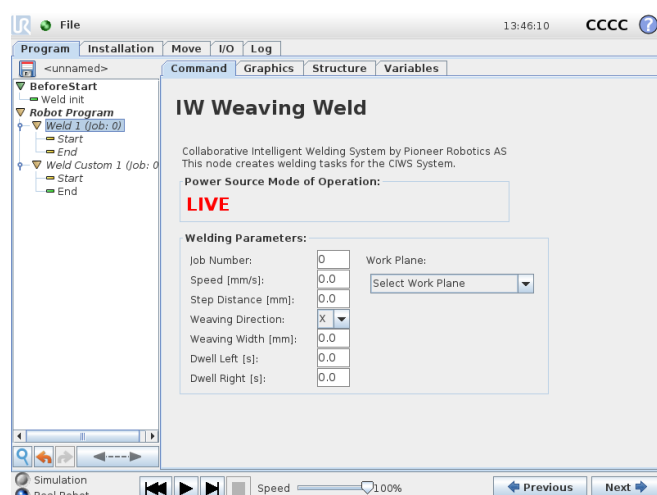 UR File 13:46:10 CCCC ?
Program Installation Move I/O Log
<unnamed>
Command Graphics Structure Variables
BeforeStart
Weld init
Robot Program
Weld 1 (Job: 0)
Start
End
Weld Custom 1 (Job: 0
Start
End
IW Weaving Weld
Collaborative Intelligent Welding System by Pioneer Robotics AS
This node creates welding tasks for the CIWS System.
Power Source Mode of Operation:
LIVE
Welding Parameters:
Job Number: 0 Work Plane:
Speed [mm/s]: 0.0 Select Work Plane
Step Distance [mm]: 0.0
Weaving Direction: X
Weaving Width [mm]: 0.0
Dwell Left [s]: 0.0
Dwell Right [s]: 0.0
Simulation
Real Robot
Speed 100% Previous Next